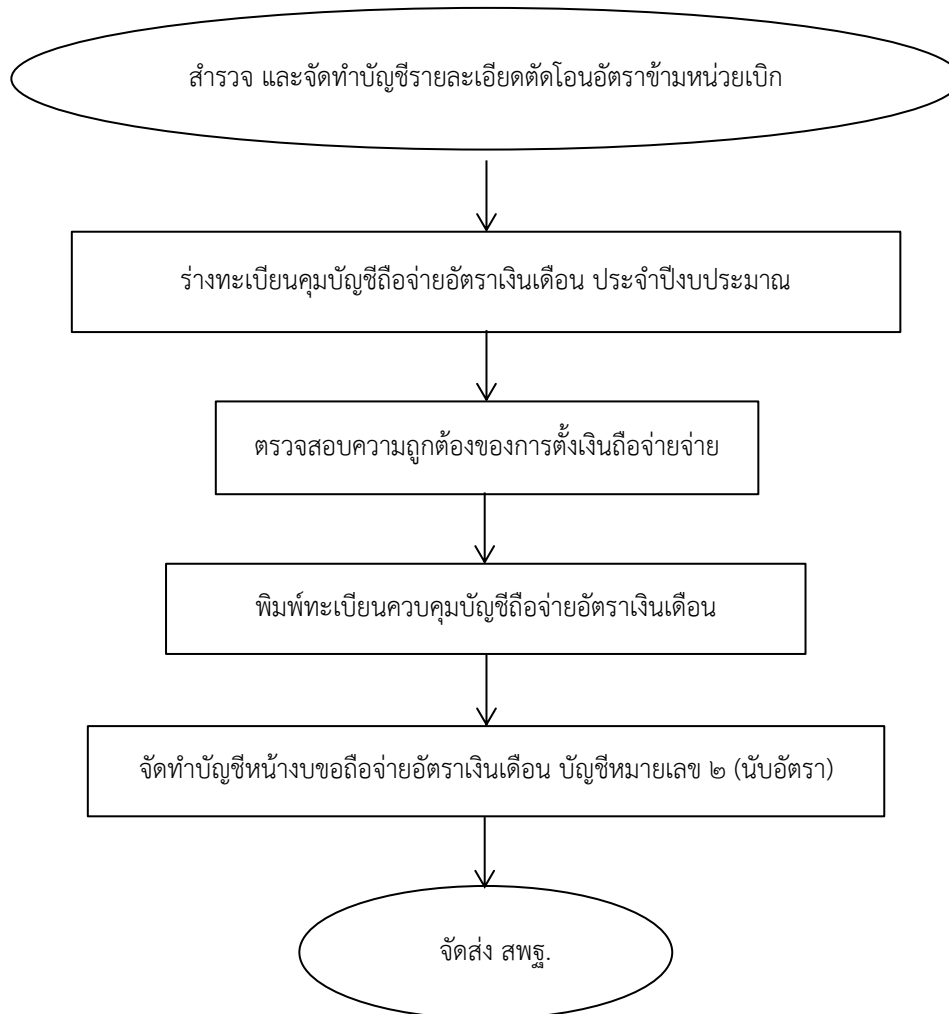 สำรวจ และจัดทำบัญชีรายละเอียดตัดโอนอัตราข้ามหน่วยเบิก
ร่างทะเบียนคุมบัญชีถือจ่ายอัตราเงินเดือน ประจำปีงบประมาณ
ตรวจสอบความถูกต้องของการตั้งเงินถือจ่ายจ่าย
พิมพ์ทะเบียนควบคุมบัญชีถือจ่ายอัตราเงินเดือน
จัดทำบัญชีหน้างบขอถือจ่ายอัตราเงินเดือน บัญชีหมายเลข ๒ (นับอัตรา)
จัดส่ง สพฐ.